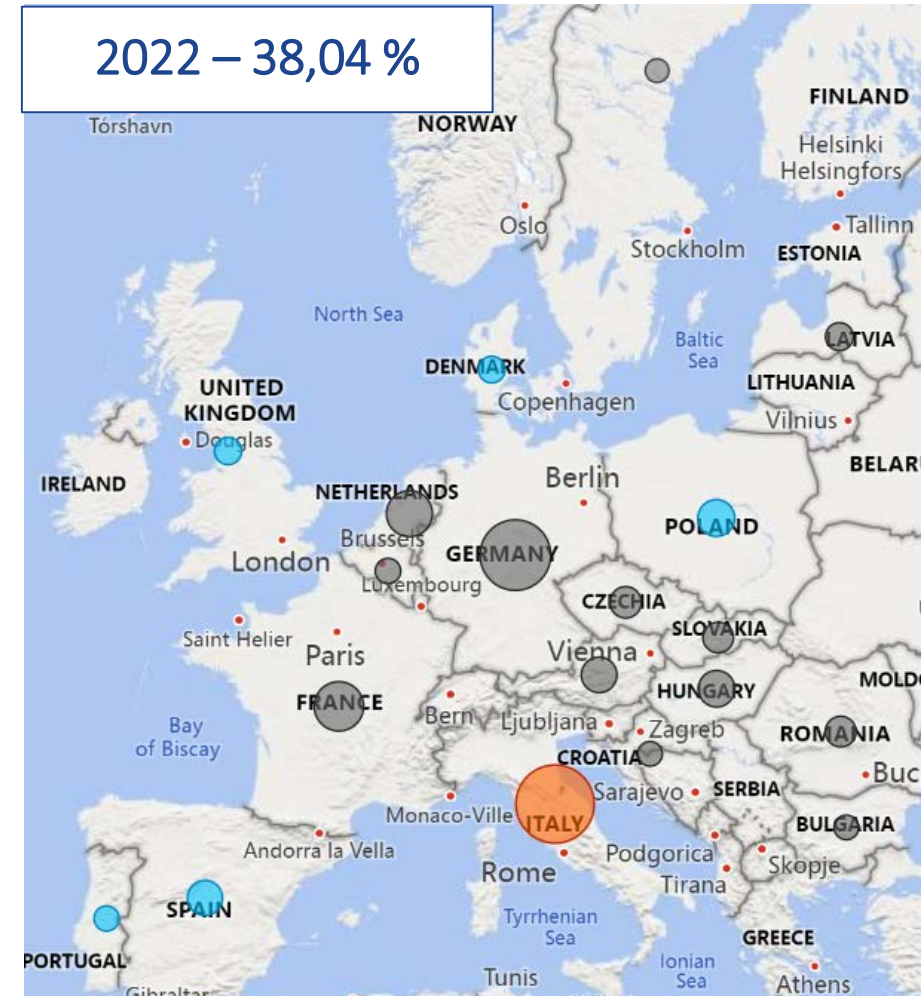 2022 – 38,04 %
Tórshavn
NORWAY
FINLAND
Helsinki
Helsingfors
Oslo
Stockholm
Tallinn
ESTONIA
North Sea
Baltic
Sea
LATVIA
DENMARK
Copenhagen
LITHUANIA
Vilnius
UNITED
KINGDOM
Douglas
IRELAND
BELAR
NETHERLANDS
Berlin
POLAND
Brussels
GERMANY
London
Luxembourg
CZECHIA
SLOVAKIA
Saint Helier
Paris
Vienna
HUNGARY
MOLD
FRANCE
Bern
Ljubljana
Zagreb
ROMANIA
Bay
of Biscay
CROATIA
Buc
Sarajevo
SERBIA
Monaco-Ville
ITALY
BULGARIA
Andorra la Vella
Podgorica
Skopje
Rome
Tirana
SPAIN
Tyrrhenian
Sea
GREECE
PORTUGAL
Ionian
Sea
Tunis
Athens
Gibraltar